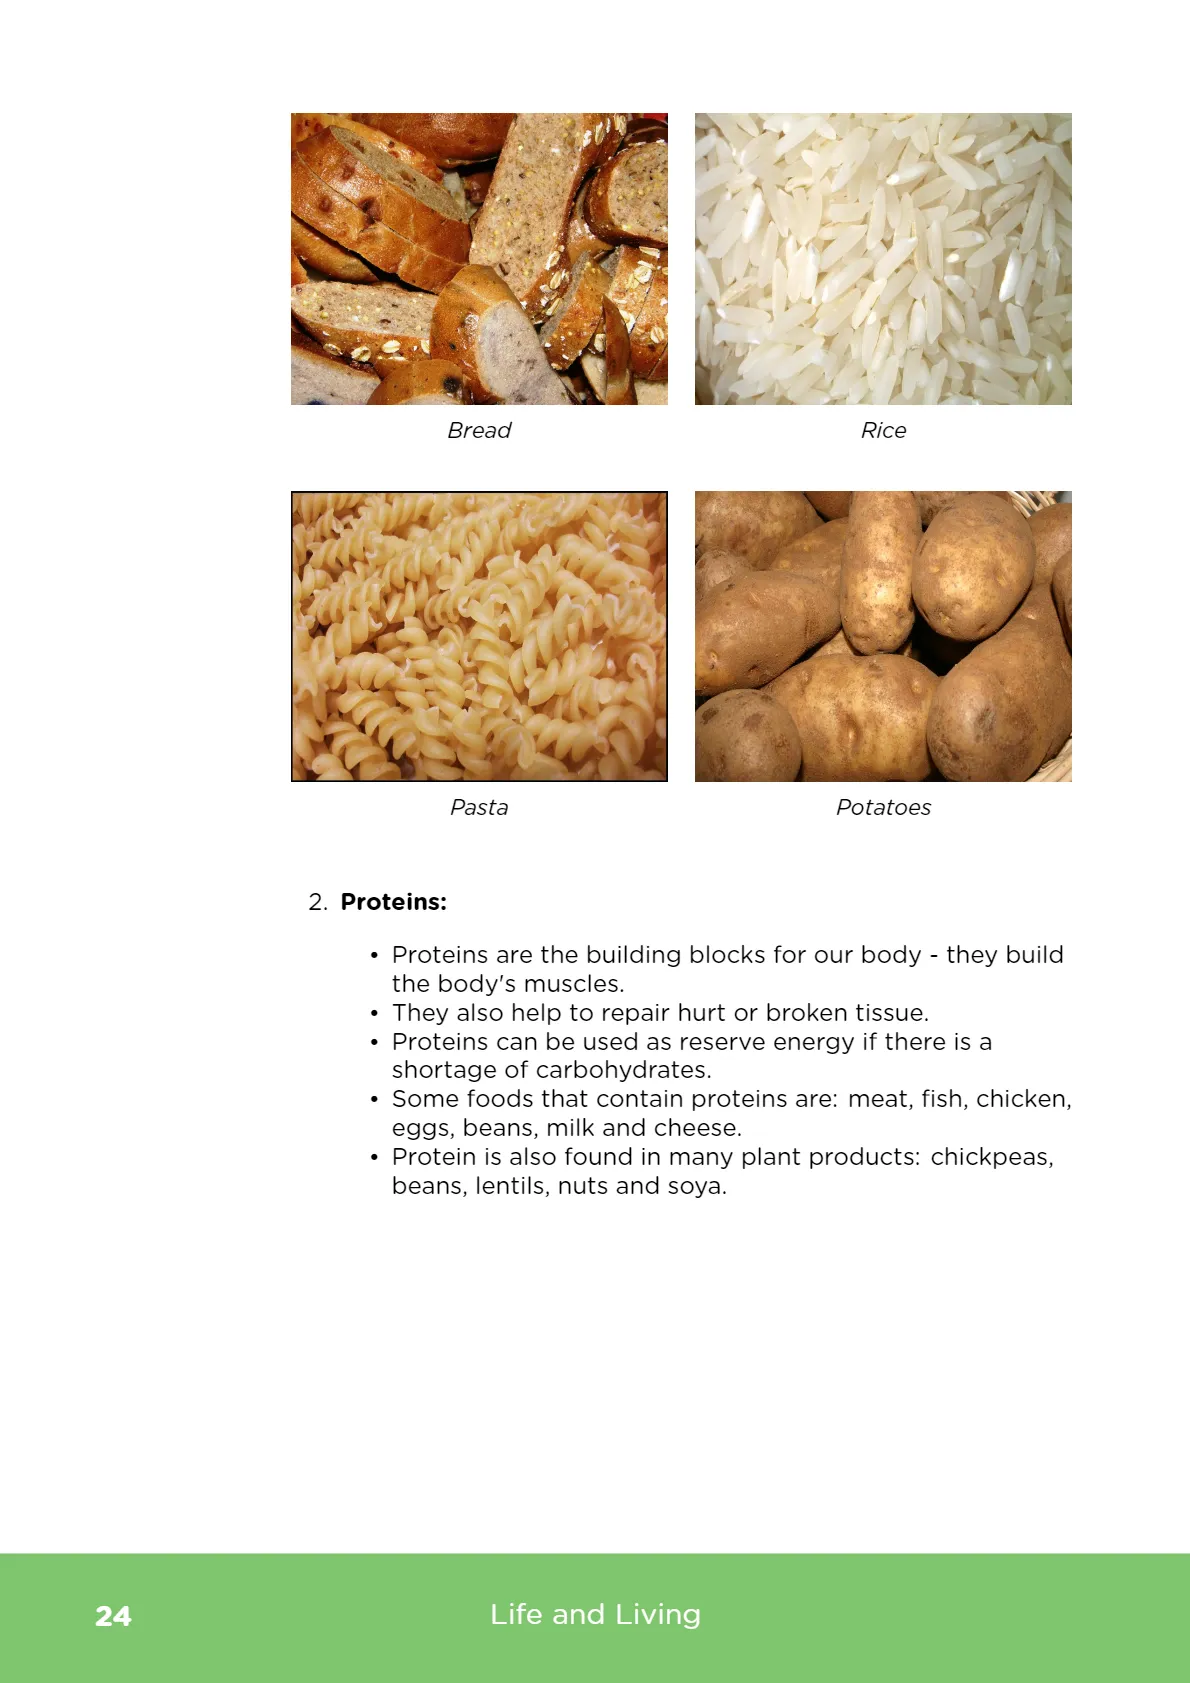 Bread
Rice
Pasta
Potatoes
2. Proteins:
• Proteins are the building blocks for our body - they build
the body's muscles.
• They also help to repair hurt or broken tissue.
• Proteins can be used as reserve energy if there is a
shortage of carbohydrates.
• Some foods that contain proteins are: meat, fish, chicken,
eggs, beans, milk and cheese.
• Protein is also found in many plant products: chickpeas,
beans, lentils, nuts and soya.
24
Life and Living